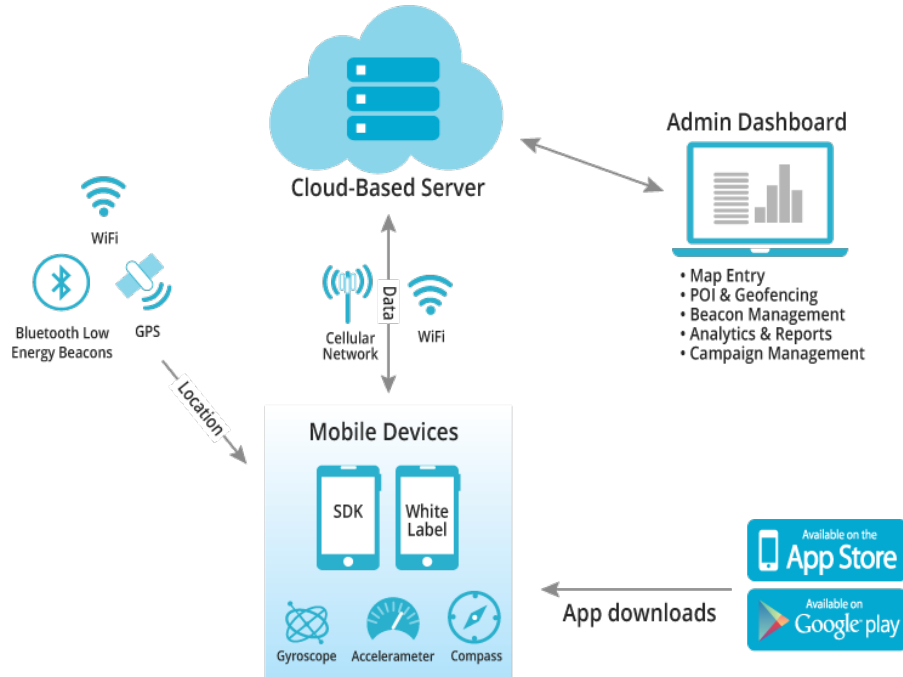 Cloud-Based Server
Admin Dashboard
• Map Entry
• POI & Geofencing
• Beacon Management
• Analytics & Reports
• Campaign Management
WiFi
Bluetooth Low
Energy Beacons
GPS
Location
Cellular
Network
Data
WiFi
Mobile Devices
SDK
White
Label
Gyroscope
Accelerameter
Compass
App downloads
Available on the
App Store
Available on
Google play